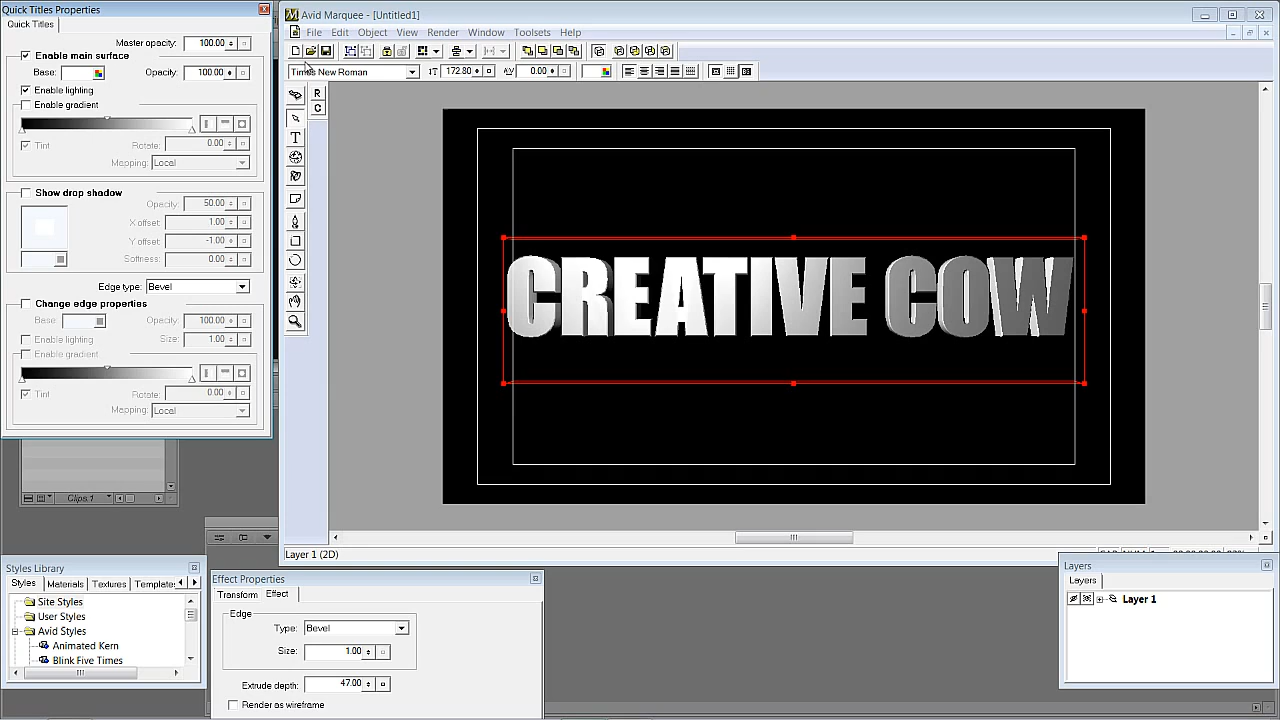 Quick Titles Properties
Quick Titles
Master opacity: 100.00
Enable main surface
Base: Opacity: 100.00
Enable lighting
Enable gradient
Tint Rotate: 0.00
Mapping: Local
Show drop shadow
Opacity: 50.00
X offset: 1.00
Y offset: -1.00
Softness: 0.00
Edge type: Bevel
Change edge properties
Base: Opacity: 100.00
Enable lighting Size: 1.00
Enable gradient
Tint Rotate: 0.00
Mapping: Local
Clips.1
Avid Marquee - [Untitled1]
File Edit Object View Render Window Toolsets Help
Times New Roman 172.80 0.00
R
C
T
CREATIVE COW
Layer 1 (2D)
Styles Library
Styles Materials Textures Template
Site Styles
User Styles
Avid Styles
Animated Kern
Blink Five Times
Effect Properties
Transform Effect
Edge
Type: Bevel
Size: 1.00
Extrude depth: 47.00
Render as wireframe
Layers
Layers
Layer 1